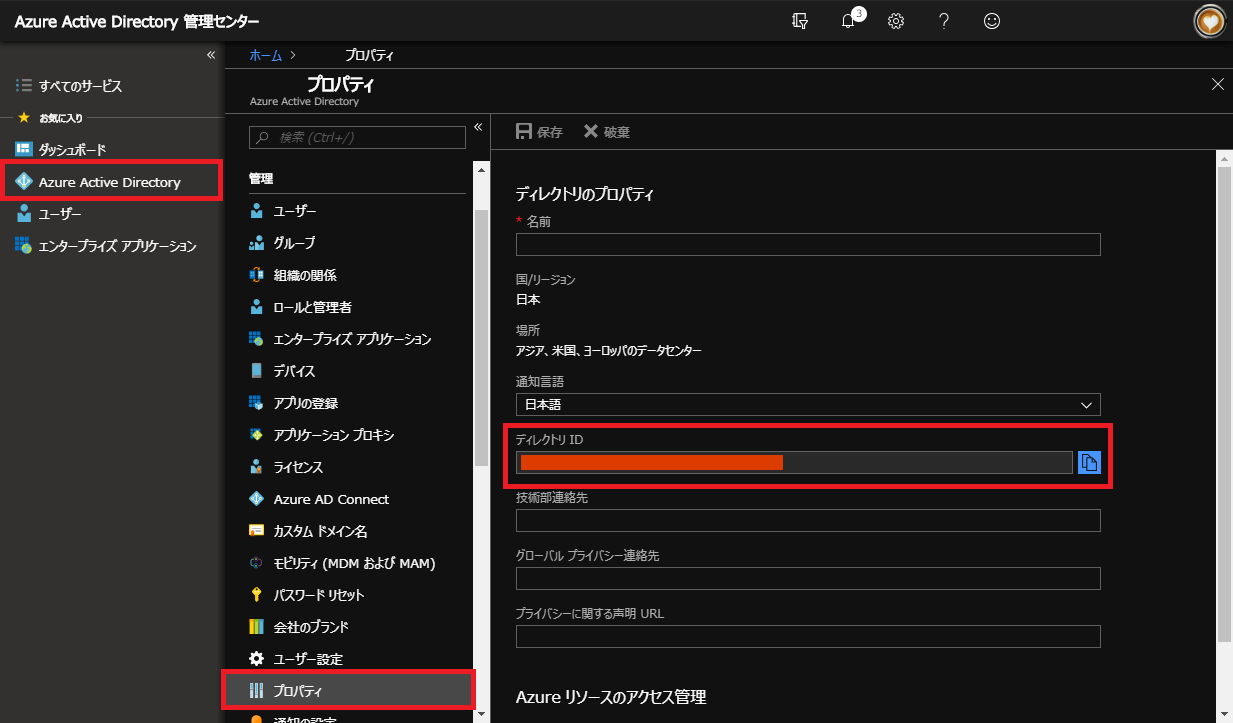 Azure Active Directory 管理センター
3
すべてのサービス
お気に入り
ダッシュボード
Azure Active Directory
ユーザー
エンタープライズ アプリケーション
ホーム
プロパティ
プロパティ
Azure Active Directory
検索 (Ctrl+/)
管理
ユーザー
グループ
組織の関係
ロールと管理者
エンタープライズ アプリケーション
デバイス
アプリの登録
アプリケーション プロキシ
ライセンス
Azure AD Connect
カスタム ドメイン名
モビリティ (MDM および MAM)
パスワード リセット
会社のブランド
ユーザー設定
プロパティ
通知の設定
保存
破棄
ディレクトリのプロパティ
* 名前
国/リージョン
日本
場所
アジア、米国、ヨーロッパのデータセンター
通知言語
日本語
ディレクトリ ID
技術部連絡先
グローバル プライバシー連絡先
プライバシーに関する声明 URL
Azure リソースのアクセス管理